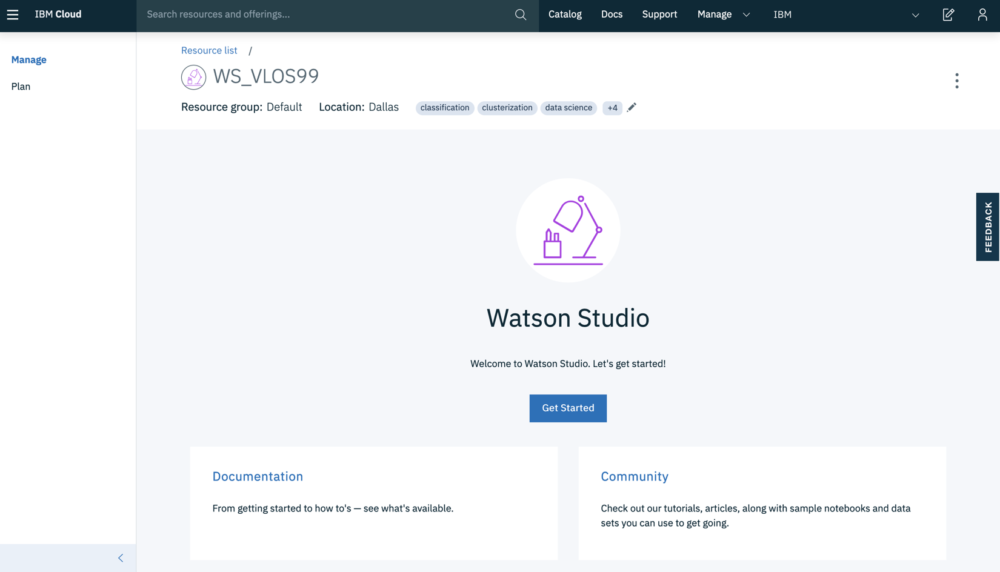 IBM Cloud
Search resources and offerings...
Catalog
Docs
Support
Manage
IBM
Manage
Plan
Resource list /
WS_VLOS99
Resource group: Default Location: Dallas classification clusterization data science +4
FEEDBACK
Watson Studio
Welcome to Watson Studio. Let's get started!
Get Started
Documentation
From getting started to how to's — see what's available.
Community
Check out our tutorials, articles, along with sample notebooks and data
sets you can use to get going.